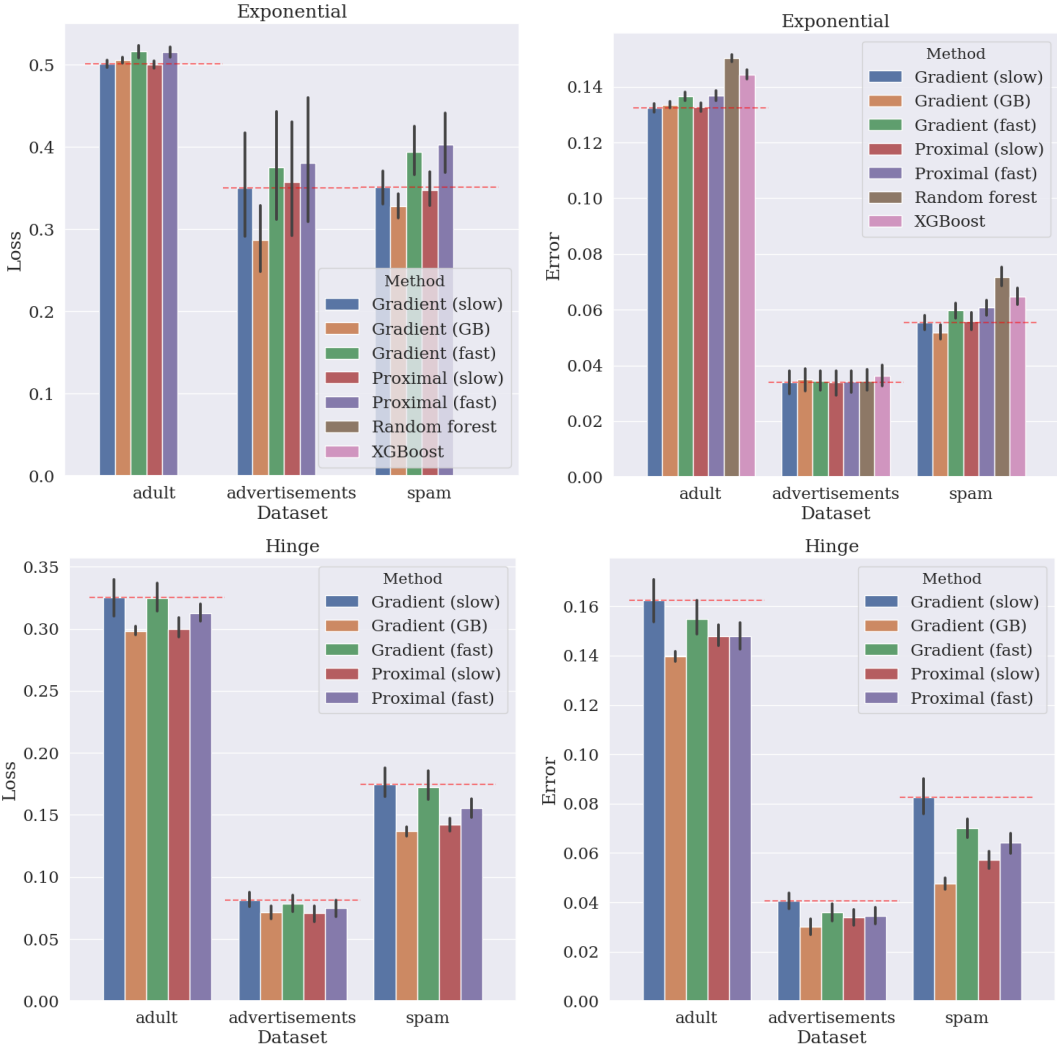 Exponential
Loss
0.5
0.4
0.3
0.2
0.1
0.0
Method
Gradient (slow)
Gradient (GB)
Gradient (fast)
Proximal (slow)
Proximal (fast)
Random forest
XGBoost
adult advertisements spam
Dataset
Exponential
Error
0.14
0.12
0.10
0.08
0.06
0.04
0.02
0.00
Method
Gradient (slow)
Gradient (GB)
Gradient (fast)
Proximal (slow)
Proximal (fast)
Random forest
XGBoost
adult advertisements spam
Dataset
Hinge
Loss
0.35
0.30
0.25
0.20
0.15
0.10
0.05
0.00
Method
Gradient (slow)
Gradient (GB)
Gradient (fast)
Proximal (slow)
Proximal (fast)
adult advertisements spam
Dataset
Hinge
Error
0.16
0.14
0.12
0.10
0.08
0.06
0.04
0.02
0.00
Method
Gradient (slow)
Gradient (GB)
Gradient (fast)
Proximal (slow)
Proximal (fast)
adult advertisements spam
Dataset